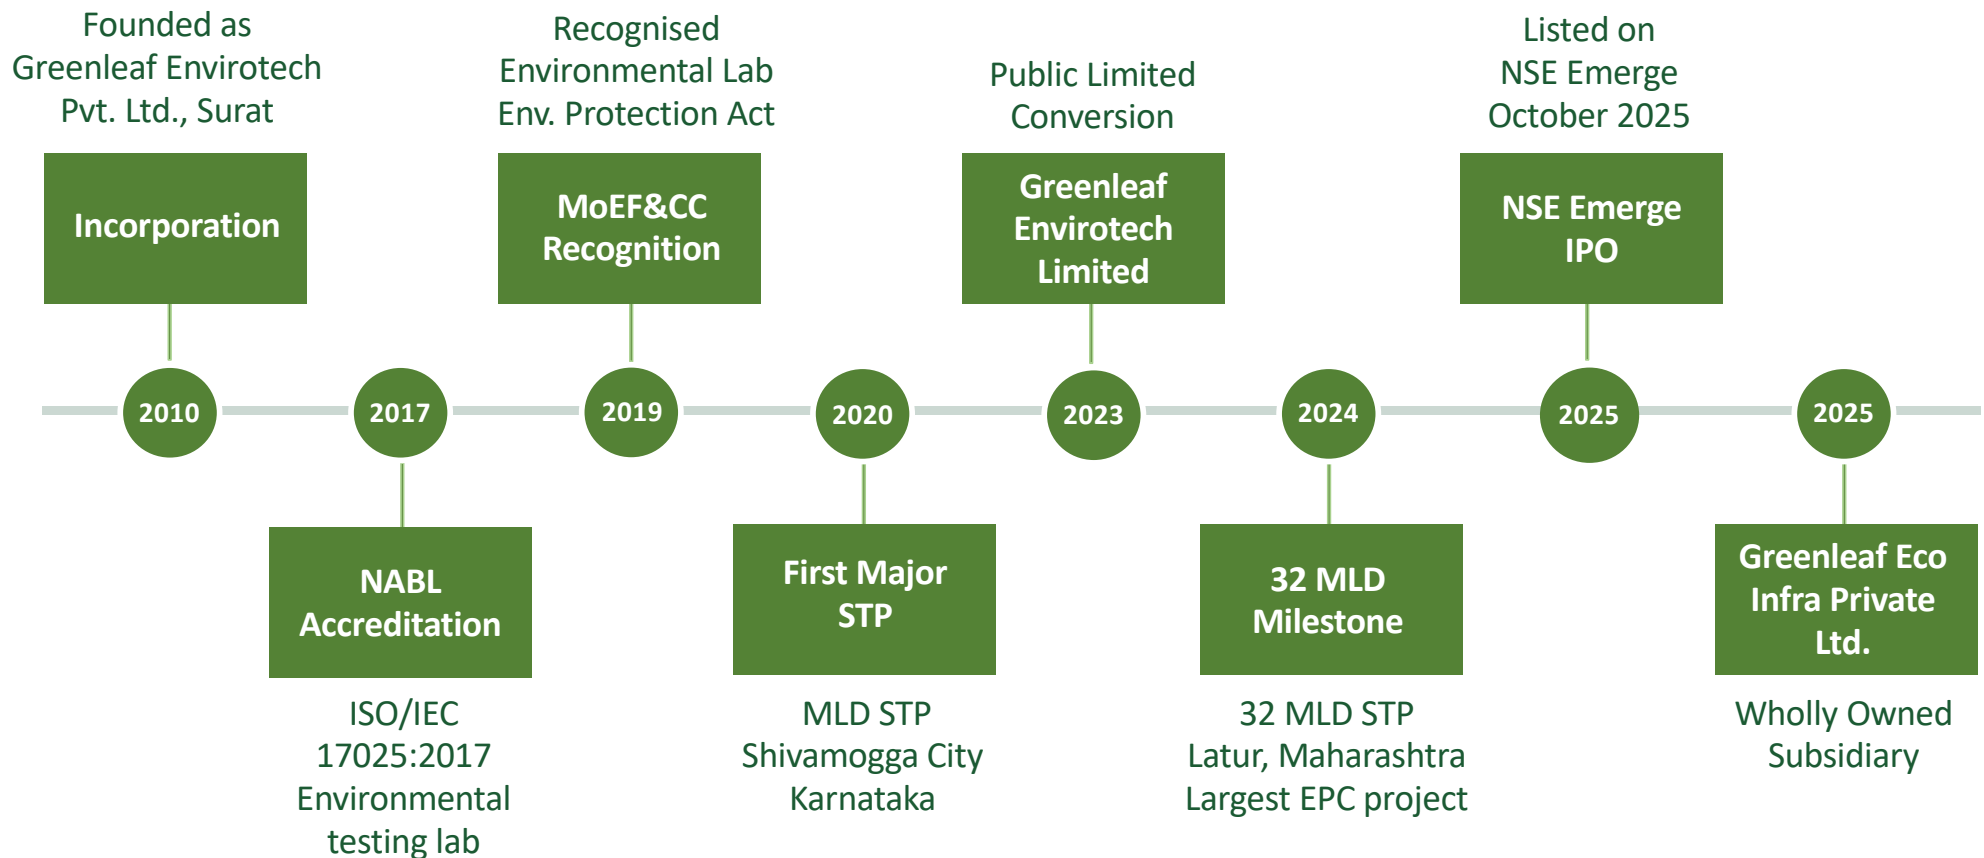 Founded as
Greenleaf Envirotech
Pvt. Ltd., Surat
Recognised
Environmental Lab
Env. Protection Act
Public Limited
Conversion
Listed on
NSE Emerge
October 2025
Incorporation
MoEF&CC
Recognition
Greenleaf
Envirotech
Limited
NSE Emerge
IPO
2010
2017
2019
2020
2023
2024
2025
2025
NABL
Accreditation
First Major
STP
32 MLD
Milestone
Greenleaf Eco
Infra Private
Ltd.
ISO/IEC
17025:2017
Environmental
testing lab
MLD STP
Shivamogga City
Karnataka
32 MLD STP
Latur, Maharashtra
Largest EPC project
Wholly Owned
Subsidiary